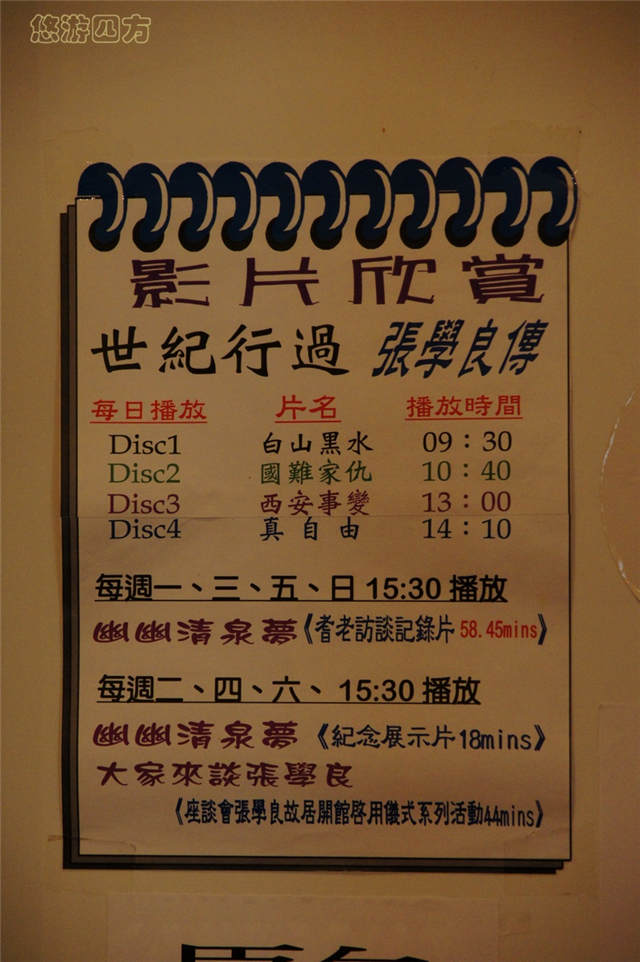 悠游四方
影片欣賞
世紀行過 張學良傳
每日播放 片名 播放時間
Disc1 白山黑水 09：30
Disc2 國難家仇 10：40
Disc3 西安事變 13：00
Disc4 真自由 14：10
每週一、三、五、日 15:30 播放
幽幽清泉夢《耆老訪談記錄片 58.45mins》
每週二、四、六、 15:30 播放
幽幽清泉夢《紀念展示片18mins》
大家來談張學良
《座談會張學良故居開館啓用儀式系列活動44mins》